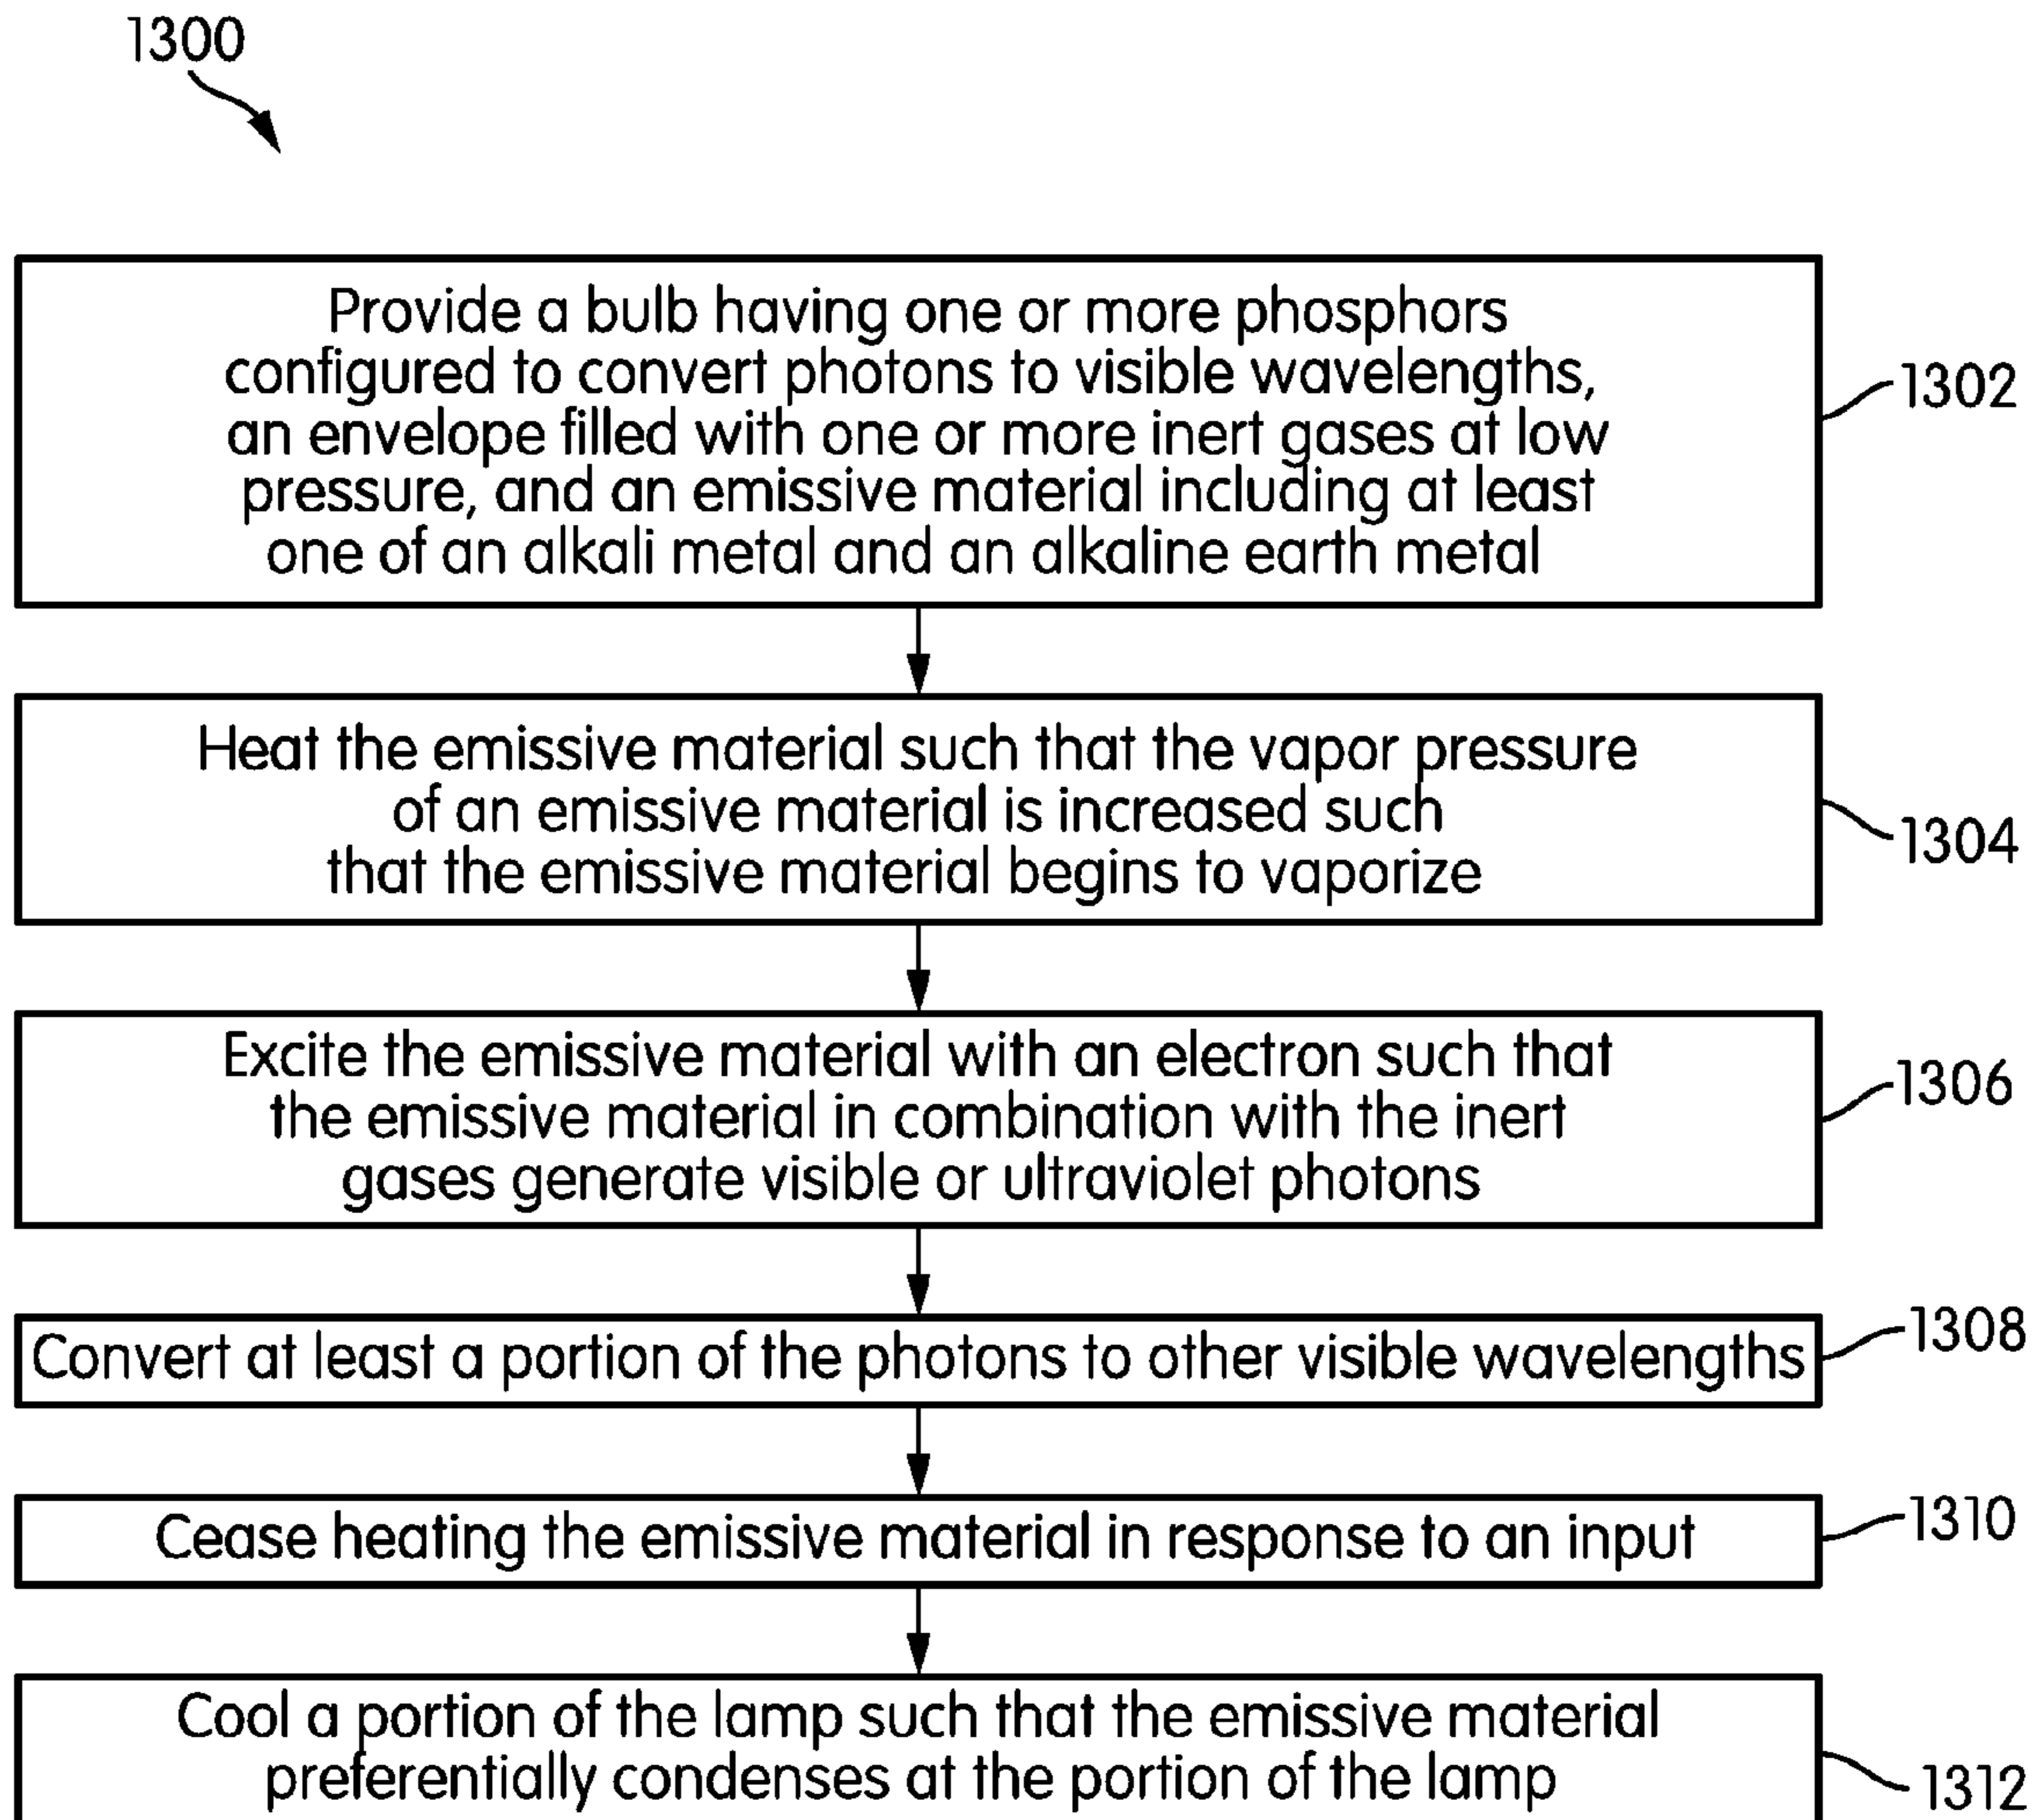 1300
Provide a bulb having one or more phosphors
configured to convert photons to visible wavelengths,
an envelope filled with one or more inert gases at low
pressure, and an emissive material including at least
one of an alkali metal and an alkaline earth metal
1302
Heat the emissive material such that the vapor pressure
of an emissive material is increased such
that the emissive material begins to vaporize
1304
Excite the emissive material with an electron such that
the emissive material in combination with the inert
gases generate visible or ultraviolet photons
1306
Convert at least a portion of the photons to other visible wavelengths
1308
Cease heating the emissive material in response to an input
1310
Cool a portion of the lamp such that the emissive material
preferentially condenses at the portion of the lamp
1312